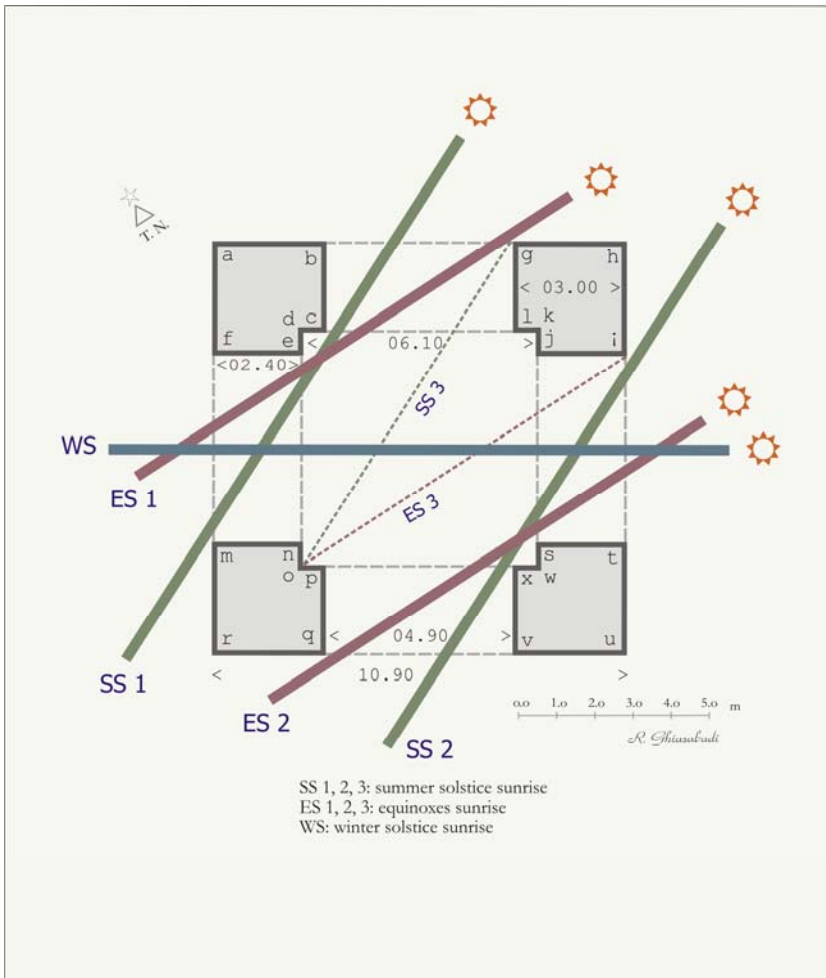 T. N.
a b
g h
< 03.00 >
d c
l k
f e
j i
< 06.10 >
<02.40>
SS 3
WS
ES 1
ES 3
m n
s t
o p
x w
r q
< 04.90 >
v u
< 10.90 >
SS 1
ES 2
SS 2
0.0 1.0 2.0 3.0 4.0 5.0 m
R. Ghiasabadi
SS 1, 2, 3: summer solstice sunrise
ES 1, 2, 3: equinoxes sunrise
WS: winter solstice sunrise